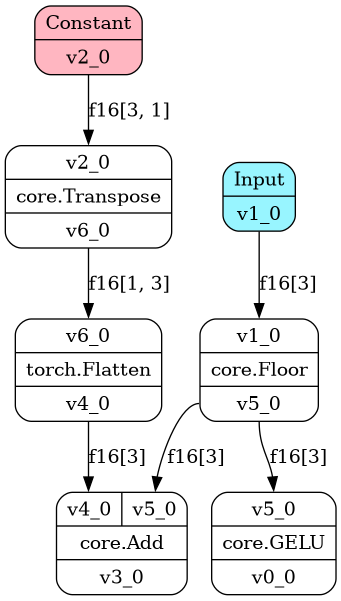 Constant
v2_0
f16[3, 1]
v2_0
core.Transpose
v6_0
Input
v1_0
f16[1, 3]
f16[3]
v6_0
torch.Flatten
v4_0
v1_0
core.Floor
v5_0
f16[3]
f16[3]
f16[3]
v4_0 v5_0
core.Add
v3_0
v5_0
core.GELU
v0_0